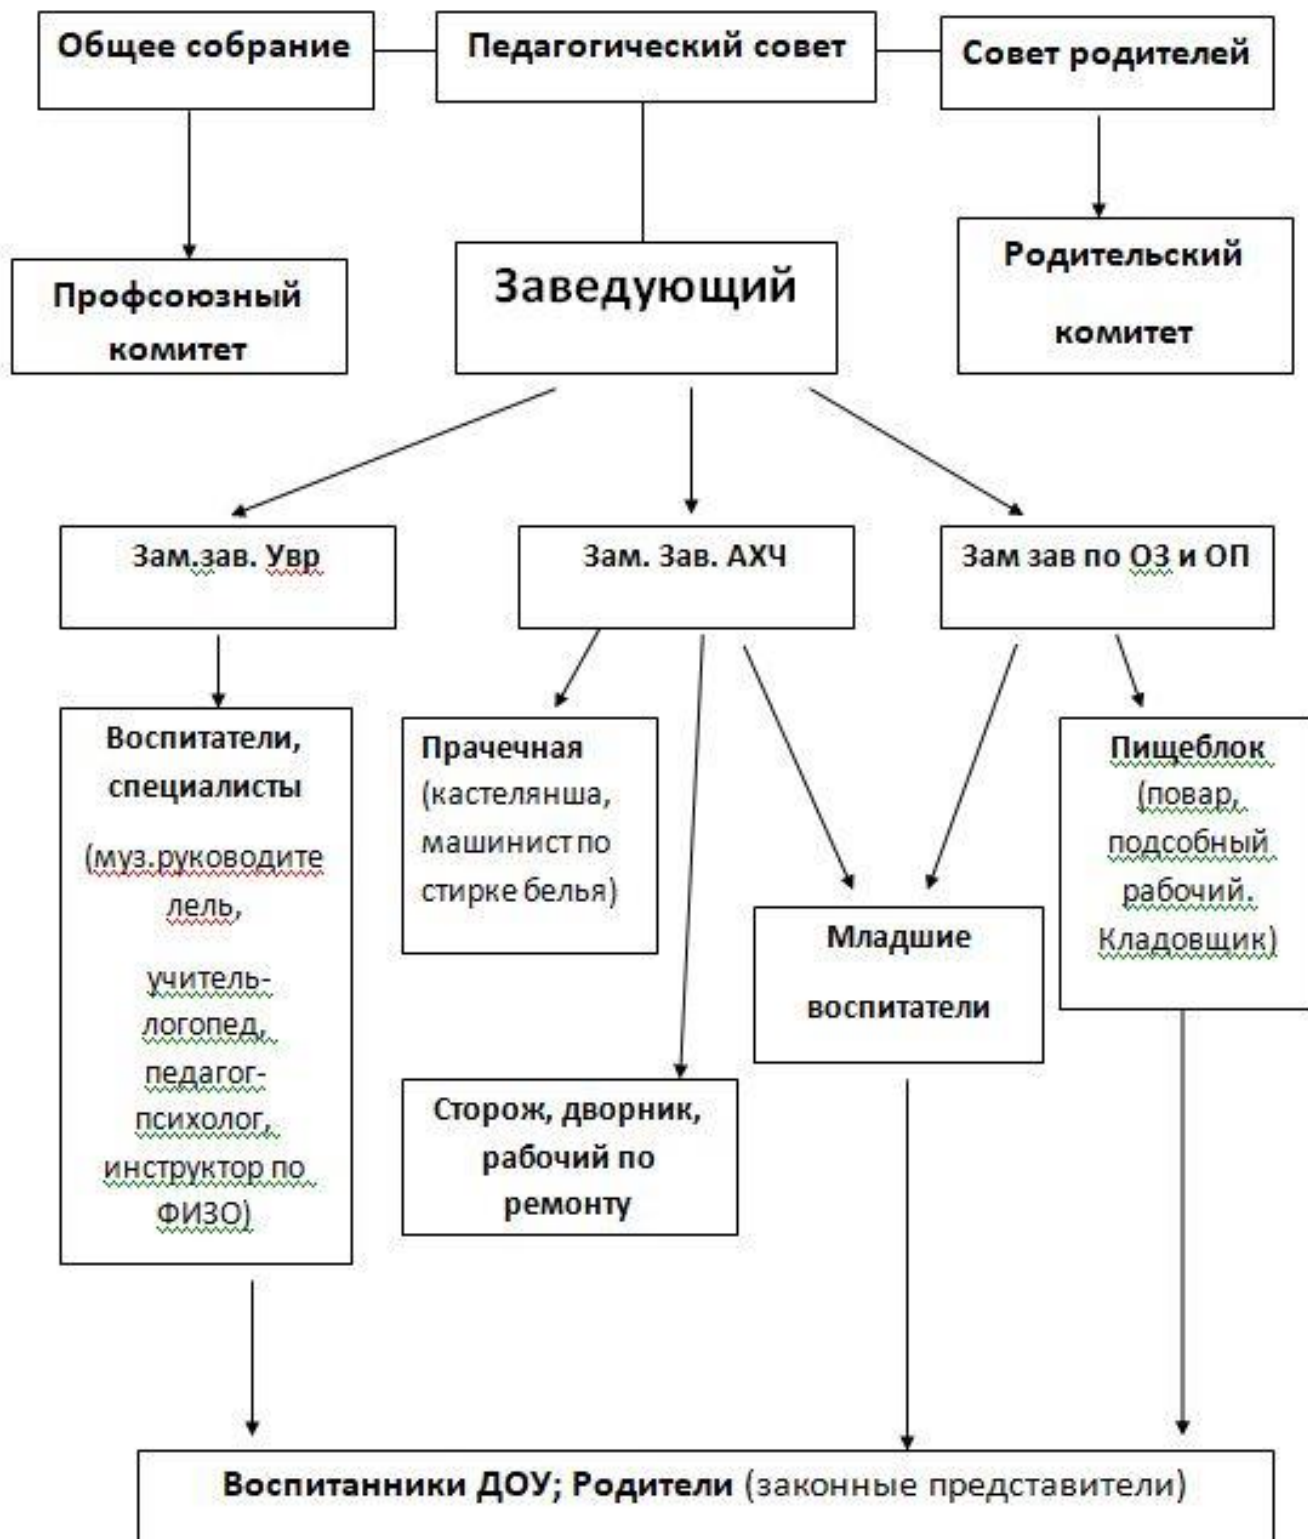 Общее собрание
Педагогический совет
Совет родителей
Профсоюзный
комитет
Заведующий
Родительский
комитет
Зам.зав. Увр
Зам. Зав. АХЧ
Зам зав по ОЗ и ОП
Воспитатели,
специалисты
(муз.руководите
лель,
учитель-
логопед,
педагог-
психолог,
инструктор по
ФИЗО)
Прачечная
(кастелянша,
машинист по
стирке белья)
Сторож, дворник,
рабочий по
ремонту
Младшие
воспитатели
Пищеблок
(повар,
подсобный
рабочий.
Кладовщик)
Воспитанники ДОУ; Родители (законные представители)